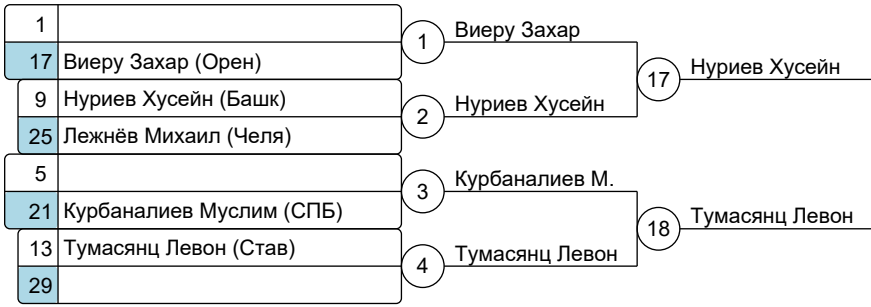 1
17 Виеру Захар (Орен)
9 Нуриев Хусейн (Башк)
25 Лежнёв Михаил (Челя)
5
21 Курбаналиев Муслим (СПБ)
13 Тумасянц Левон (Став)
29
1 Виеру Захар
2 Нуриев Хусейн
3 Курбаналиев М.
4 Тумасянц Левон
17 Нуриев Хусейн
18 Тумасянц Левон